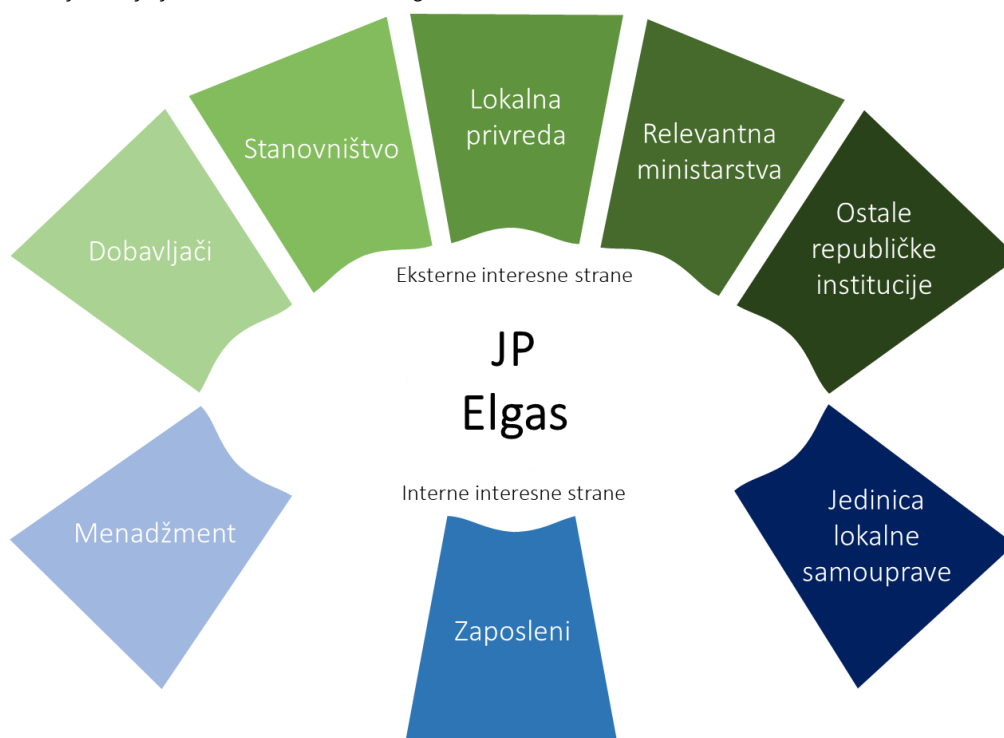 Lokalna
privreda
Stanovništvo
Relevantna
ministarstva
Dobavljači
Ostale
republičke
institucije
Eksterne interesne strane
JP
Elgas
Interne interesne strane
Menadžment
Jedinica
lokalne
samouprave
Zaposleni